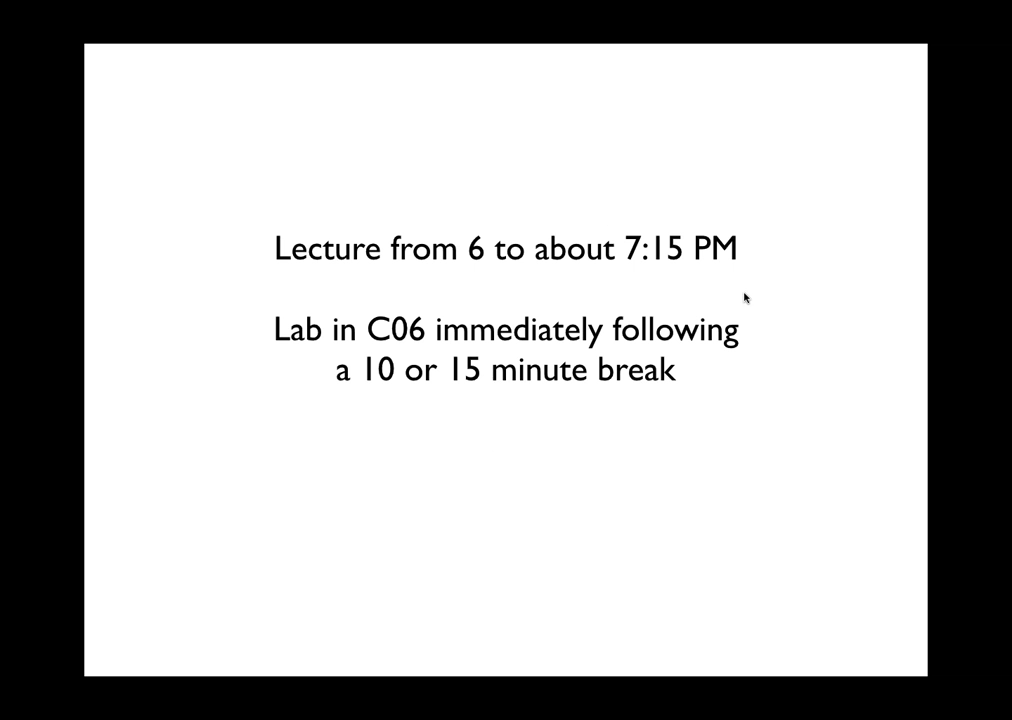 Lecture from 6 to about 7:15 PM
Lab in C06 immediately following
a 10 or 15 minute break